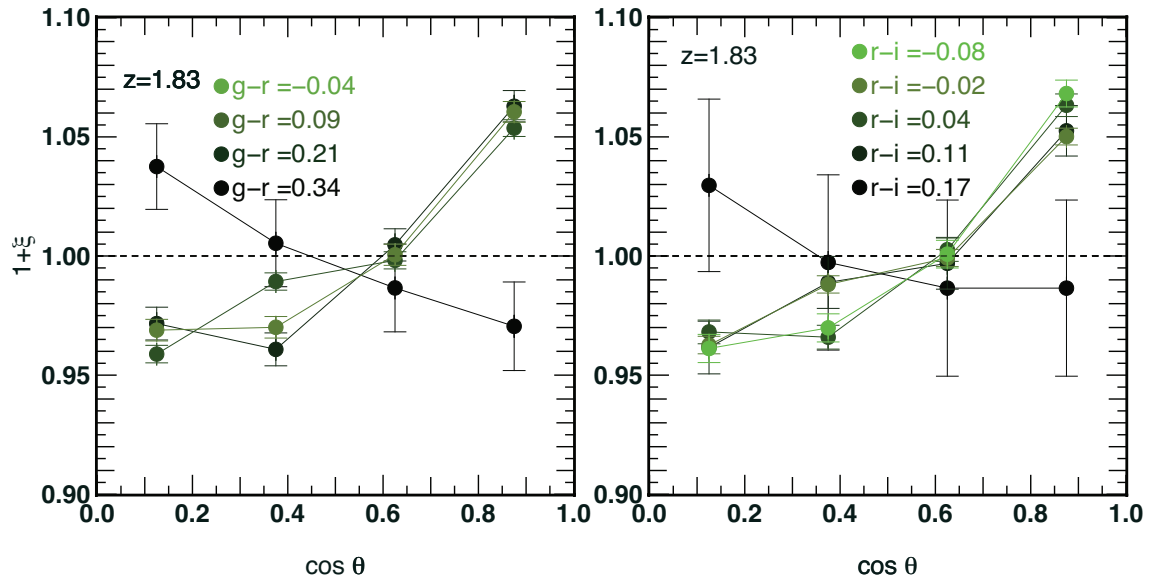 1.10
1.05
1.00
0.95
0.90
1+ξ
z=1.83
g−r =−0.04
g−r =0.09
g−r =0.21
g−r =0.34
0.0 0.2 0.4 0.6 0.8 1.0
cos θ
z=1.83
r−i =−0.08
r−i =−0.02
r−i =0.04
r−i =0.11
r−i =0.17
1.10
1.05
1.00
0.95
0.90
0.0 0.2 0.4 0.6 0.8 1.0
cos θ